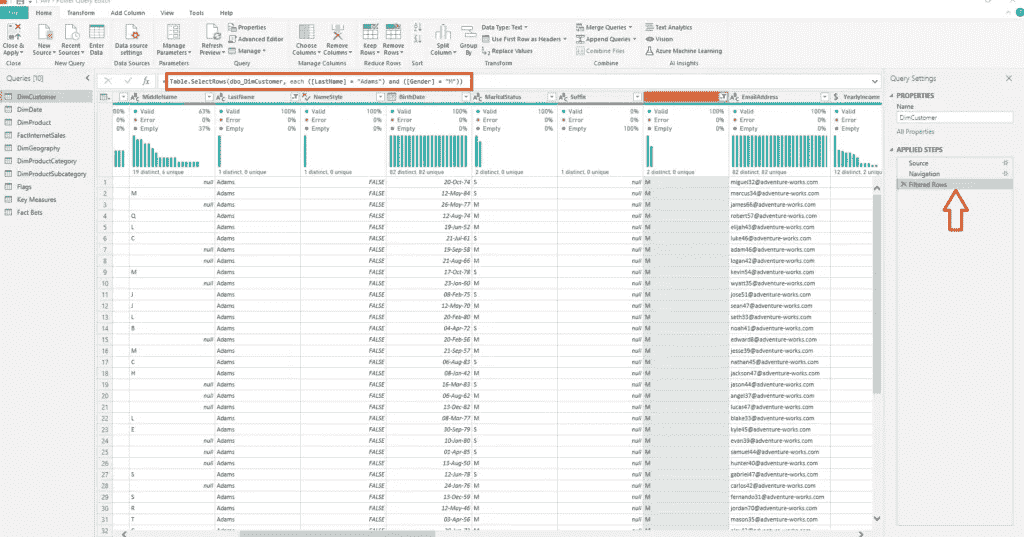 File
Home
Transform
Add Column
View
Tools
Help
Close & Apply
New Source
Recent Sources
Enter Data
Data source settings
Manage Parameters
Refresh Preview
Properties
Advanced Editor
Manage
Choose Columns
Remove Columns
Keep Rows
Remove Rows
Split Column
Group By
Data Type: Text
Use First Row as Headers
Replace Values
Merge Queries
Append Queries
Combine Files
Text Analytics
Vision
Azure Machine Learning
Close
New Query
Data Sources
Parameters
Query
Manage Columns
Reduce Rows
Sort
Transform
Combine
AI Insights
Queries [10]
DimCustomer
DimDate
DimProduct
FactInternetSales
DimGeography
DimProductCategory
DimProductSubcategory
Flags
Key Measures
Fact Bots
Table.SelectRows(dbo_DimCustomer, each ([LastName] = "Adams") and ([Gender] = "M"))
MiddleName
LastName
NameStyle
BirthDate
MaritalStatus
Suffix
EmailAddress
YearlyIncome
Valid 63%
Error 0%
Empty 37%
19 distinct, 6 unique
Valid 100%
Error 0%
Empty 0%
1 distinct, 0 unique
Valid 100%
Error 0%
Empty 0%
1 distinct, 0 unique
Valid 100%
Error 0%
Empty 0%
82 distinct, 82 unique
Valid 100%
Error 0%
Empty 0%
2 distinct, 0 unique
Valid 0%
Error 0%
Empty 100%
1 distinct, 0 unique
Valid 100%
Error 0%
Empty 0%
2 distinct, 0 unique
Valid 100%
Error 0%
Empty 0%
82 distinct, 82 unique
Valid
Error
Empty
12 distinct, 2 unique
1 null Adams FALSE 20-Oct-74 S null M miguel32@adventure-works.com
2 M Adams FALSE 12-May-84 S null M marcus34@adventure-works.com
3 null Adams FALSE 26-May-77 M null M james66@adventure-works.com
4 Q Adams FALSE 12-Aug-74 M null M robert57@adventure-works.com
5 L Adams FALSE 19-Jun-52 M null M elijah43@adventure-works.com
6 C Adams FALSE 21-Jul-61 S null M luke46@adventure-works.com
7 null Adams FALSE 19-Sep-58 M null M adam46@adventure-works.com
8 null Adams FALSE 21-Aug-66 M null M logan42@adventure-works.com
9 M Adams FALSE 17-Oct-78 S null M kevin54@adventure-works.com
10 null Adams FALSE 23-Jan-60 M null M wyatt35@adventure-works.com
11 J Adams FALSE 08-Feb-75 S null M jose51@adventure-works.com
12 J Adams FALSE 12-May-70 M null M sean47@adventure-works.com
13 L Adams FALSE 20-Feb-80 M null M seth33@adventure-works.com
14 B Adams FALSE 04-Apr-72 S null M noah41@adventure-works.com
15 null Adams FALSE 20-Feb-56 M null M edward8@adventure-works.com
16 M Adams FALSE 21-Sep-57 M null M jesse39@adventure-works.com
17 C Adams FALSE 06-Aug-83 S null M nathan45@adventure-works.com
18 H Adams FALSE 08-Jan-42 M null M jackson47@adventure-works.com
19 null Adams FALSE 16-Mar-83 S null M jason44@adventure-works.com
20 null Adams FALSE 06-Aug-62 M null M angel37@adventure-works.com
21 null Adams FALSE 13-Dec-62 M null M lucas47@adventure-works.com
22 L Adams FALSE 08-Mar-77 M null M blake33@adventure-works.com
23 E Adams FALSE 30-Sep-79 S null M kyle45@adventure-works.com
24 null Adams FALSE 10-Jan-80 S null M evan39@adventure-works.com
25 null Adams FALSE 01-Apr-85 S null M samuel44@adventure-works.com
26 null Adams FALSE 13-Aug-50 M null M hunter40@adventure-works.com
27 S Adams FALSE 12-Jun-78 S null M gabriel47@adventure-works.com
28 null Adams FALSE 24-Jan-76 M null M carlos42@adventure-works.com
29 S Adams FALSE 13-Dec-59 M null M fernando31@adventure-works.com
30 R Adams FALSE 12-May-46 M null M jordan70@adventure-works.com
31 T Adams FALSE 03-Apr-56 M null M mason35@adventure-works.com
32
Query Settings
PROPERTIES
Name
DimCustomer
All Properties
APPLIED STEPS
Source
Navigation
Filtered Rows